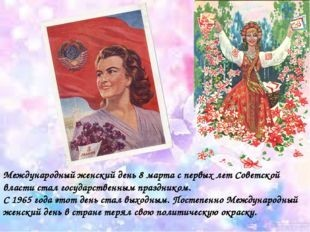 Международный женский день 8 марта с первых лет Советской
власти стал государственным праздником.
С 1965 года этот день стал выходным. Постепенно Международный
женский день в стране терял свою политическую окраску.